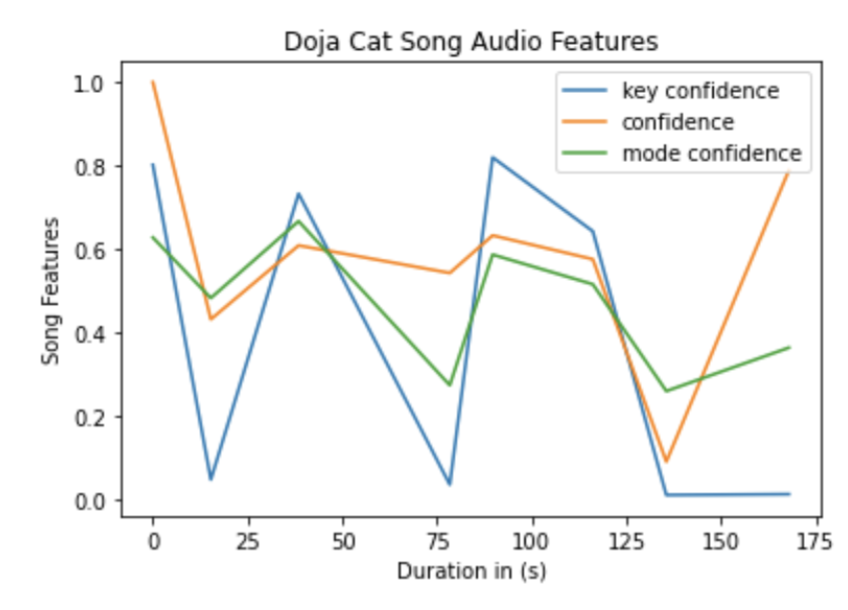 Doja Cat Song Audio Features
key confidence
confidence
mode confidence
1.0
0.8
0.6
0.4
0.2
0.0
Song Features
0 25 50 75 100 125 150 175
Duration in (s)